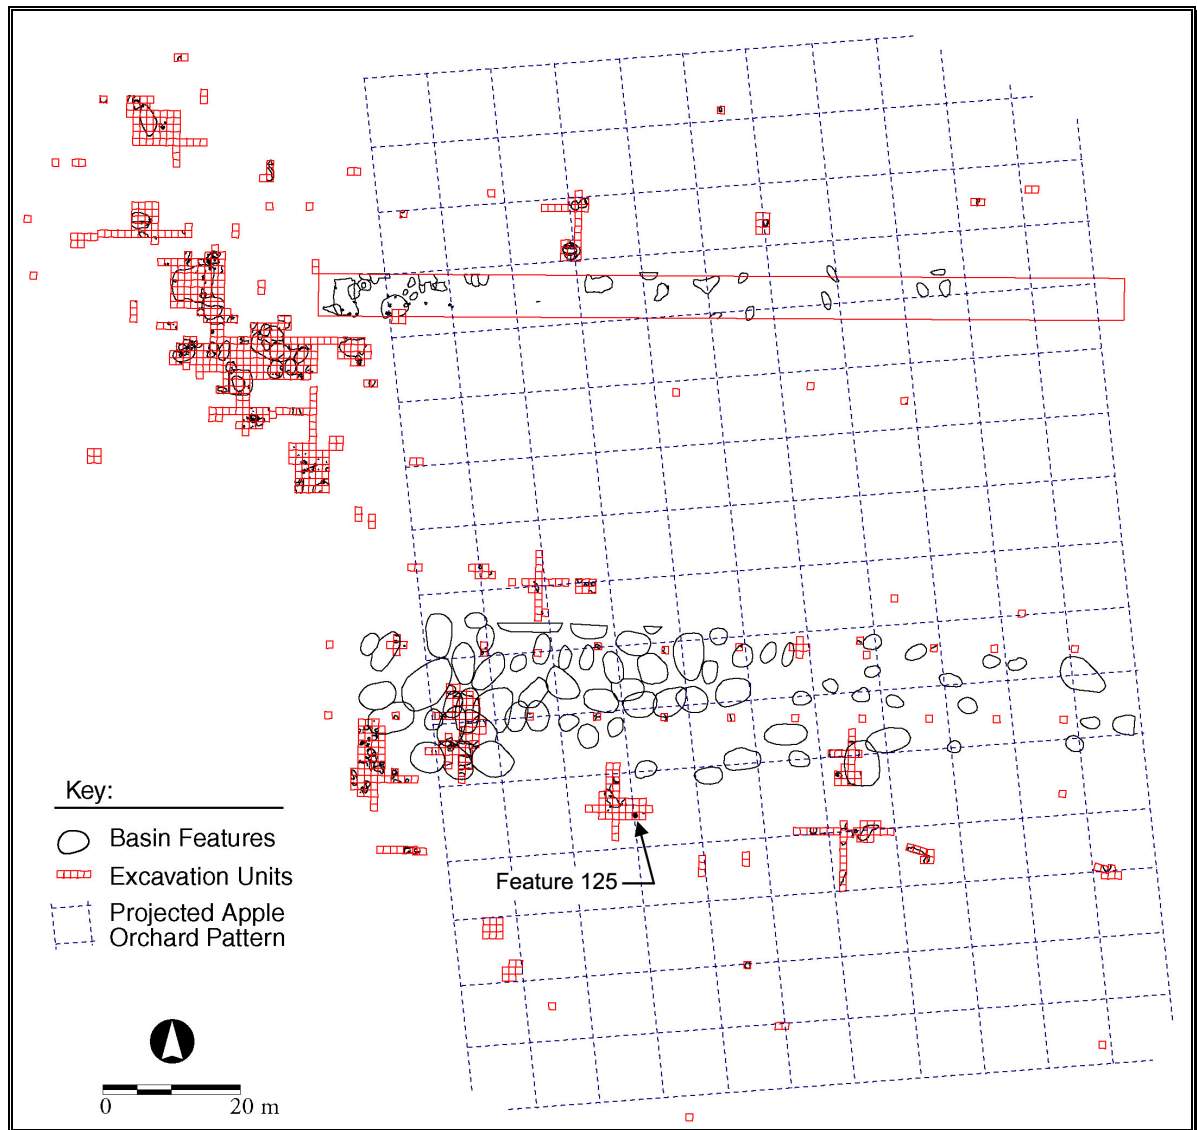 Key:
Basin Features
Excavation Units
Projected Apple
Orchard Pattern
Feature 125
0 20 m